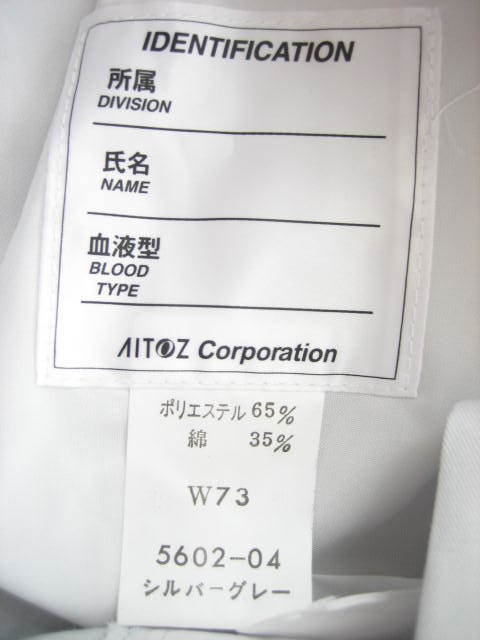 IDENTIFICATION
所属
DIVISION
氏名
NAME
血液型
BLOOD
TYPE
AITOZ Corporation
ポリエステル 65%
綿 35%
W73
5602-04
シルバーグレー